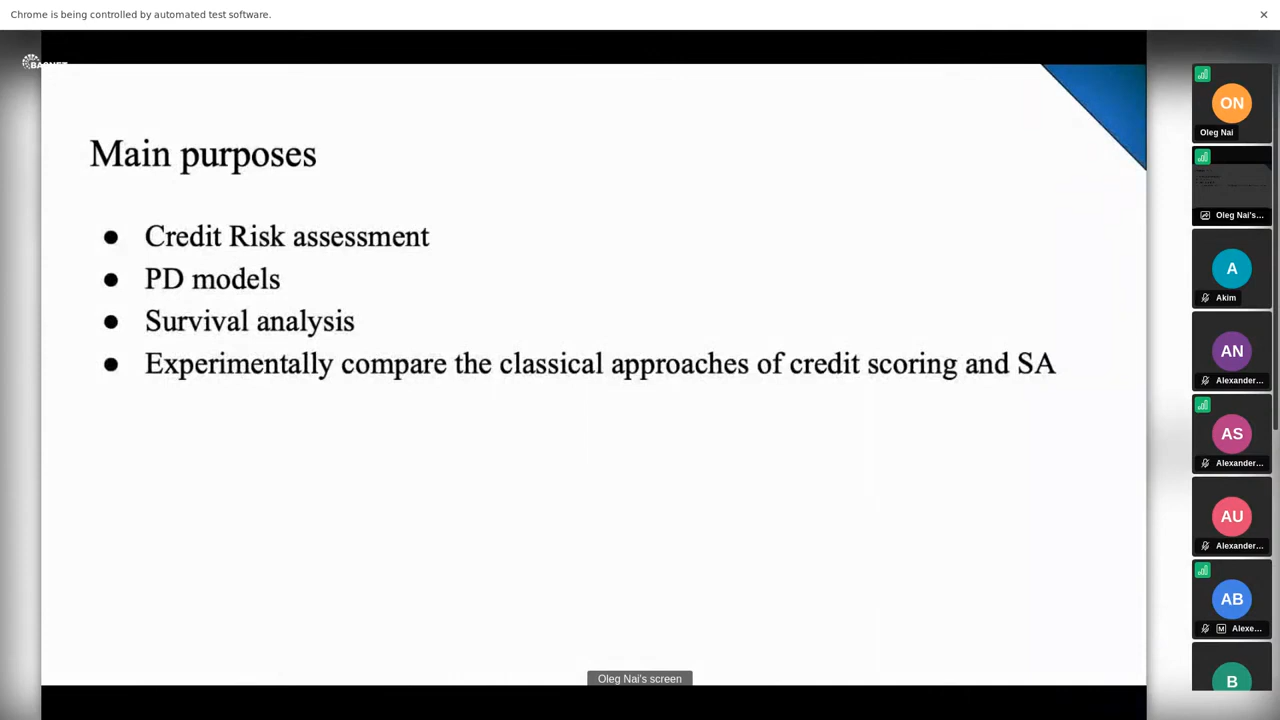 Chrome is being controlled by automated test software.
BASNET
Main purposes
● Credit Risk assessment
● PD models
● Survival analysis
● Experimentally compare the classical approaches of credit scoring and SA
Oleg Nai's screen
ON
Oleg Nai
Oleg Nai's...
A
Akim
AN
Alexander...
AS
Alexander...
AU
Alexander...
AB
M
Alexe...
B